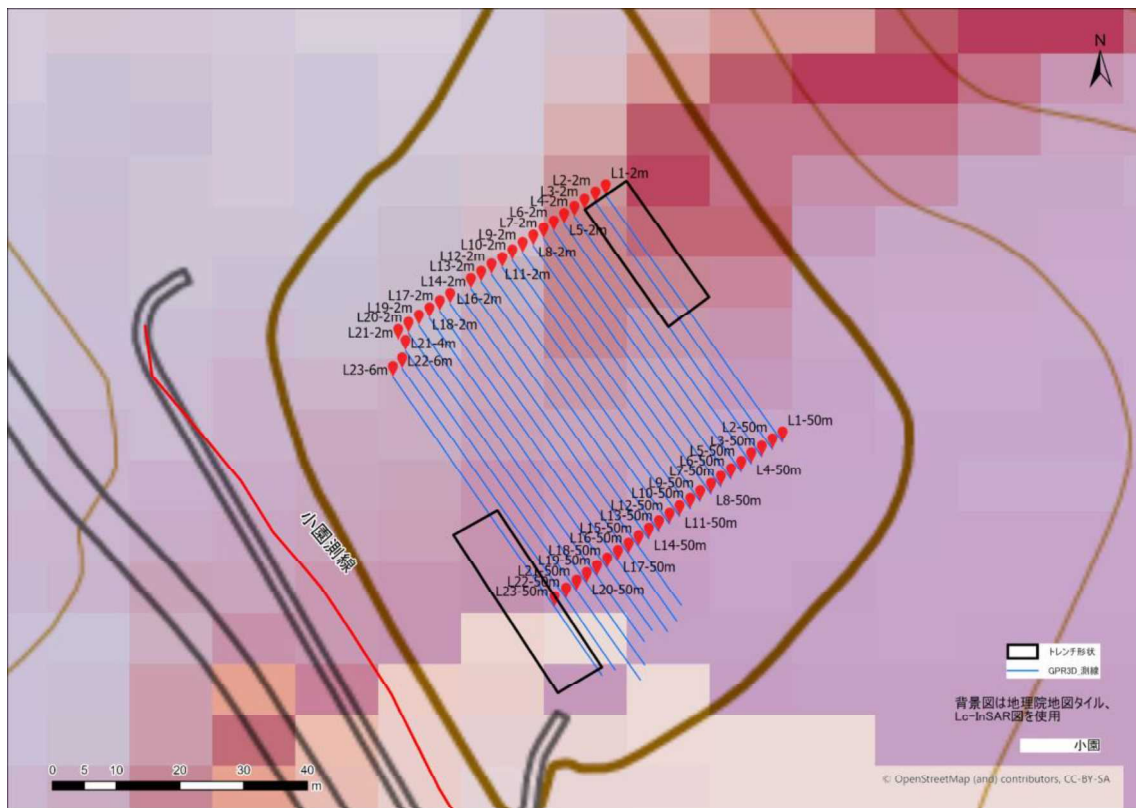 N
L1-2m
L2-2m
L3-2m
L4-2m
L5-2m
L6-2m
L7-2m
L8-2m
L9-2m
L10-2m
L11-2m
L12-2m
L13-2m
L14-2m
L16-2m
L17-2m
L18-2m
L19-2m
L20-2m
L21-2m
L21-4m
L22-6m
L23-6m
L1-50m
L2-50m
L3-50m
L4-50m
L5-50m
L6-50m
L7-50m
L8-50m
L9-50m
L10-50m
L11-50m
L12-50m
L13-50m
L14-50m
L15-50m
L16-50m
L17-50m
L18-50m
L19-50m
L20-50m
L21-50m
L22-50m
L23-50m
小園測線
トレンチ形状
GPR3D_測線
背景図は地理院地図タイル、
Lc-InSAR図を使用
小園
0 5 10 20 30 40
m
© OpenStreetMap (and) contributors, CC-BY-SA